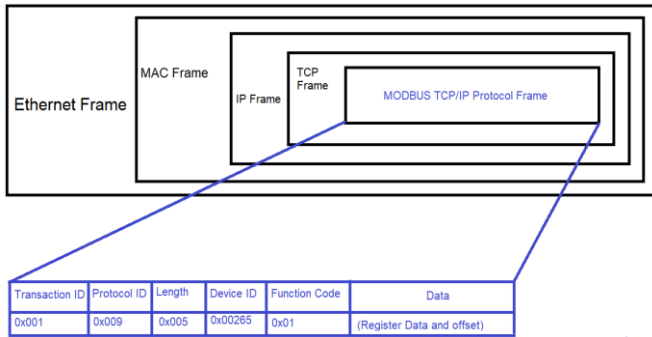 Ethernet Frame
MAC Frame
IP Frame
TCP
Frame
MODBUS TCP/IP Protocol Frame
Transaction ID Protocol ID Length Device ID Function Code Data
0x001 0x009 0x005 0x00265 0x01 (Register Data and offset)